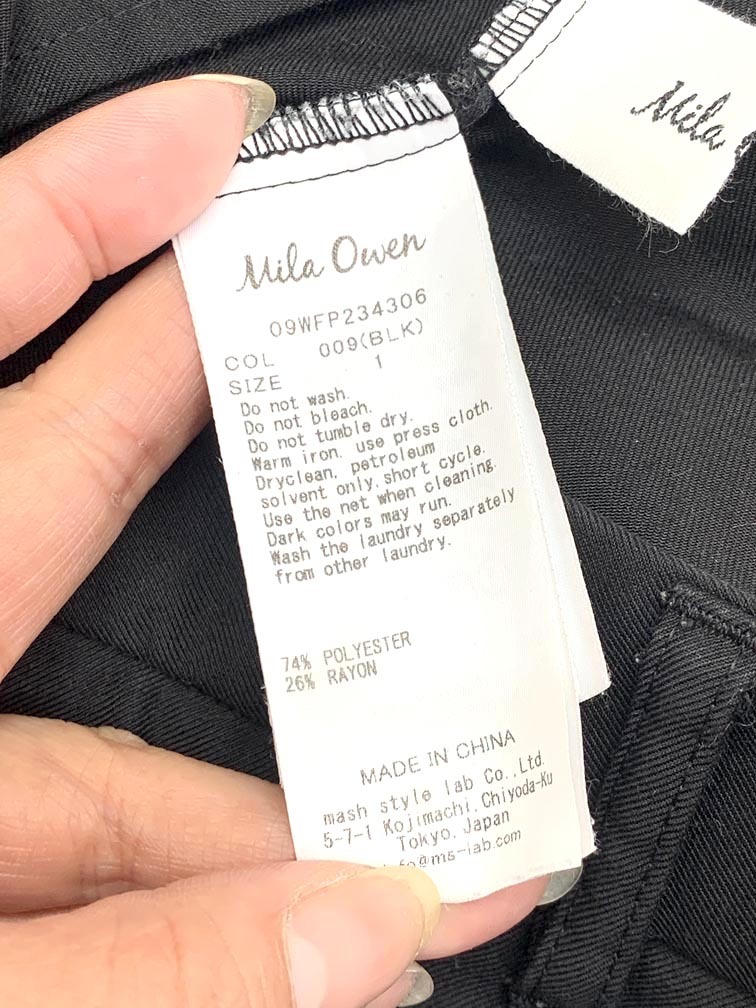 Mila
Mila Owen
09WFP234306
COL 009(BLK)
SIZE 1
Do not wash.
Do not bleach.
Do not tumble dry.
Warm iron. use press cloth.
Dryclean, petroleum
solvent only, short cycle.
Use the net when cleaning.
Dark colors may run.
Wash the laundry separately
from other laundry.
74% POLYESTER
26% RAYON
MADE IN CHINA
mash style lab Co.,Ltd.
5-7-1 Kojimachi, Chiyoda-Ku
Tokyo, Japan